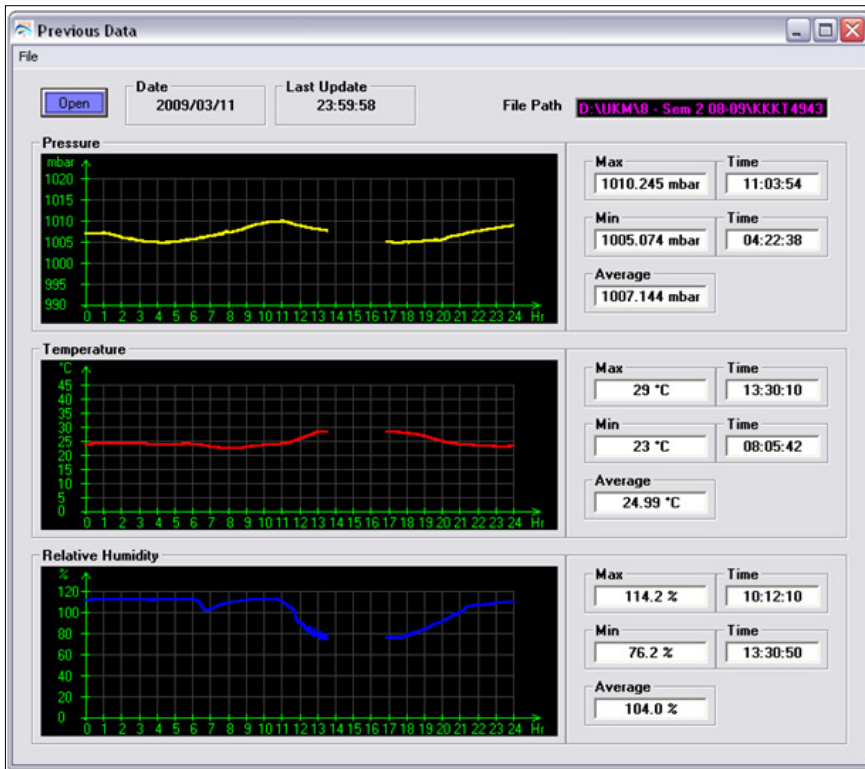 Previous Data
File
Open
Date
2009/03/11
Last Update
23:59:58
File Path
D:\UKM\8 - Sem 2 08-09\KKKT4943
Pressure
mbar
1020
1015
1010
1005
1000
995
990
0 1 2 3 4 5 6 7 8 9 10 11 12 13 14 15 16 17 18 19 20 21 22 23 24 Hr
Max
1010.245 mbar
Time
11:03:54
Min
1005.074 mbar
Time
04:22:38
Average
1007.144 mbar
Temperature
°C
45
40
35
30
25
20
15
10
5
0
0 1 2 3 4 5 6 7 8 9 10 11 12 13 14 15 16 17 18 19 20 21 22 23 24 Hr
Max
29 °C
Time
13:30:10
Min
23 °C
Time
08:05:42
Average
24.99 °C
Relative Humidity
%
120
100
80
60
40
20
0
0 1 2 3 4 5 6 7 8 9 10 11 12 13 14 15 16 17 18 19 20 21 22 23 24 Hr
Max
114.2 %
Time
10:12:10
Min
76.2 %
Time
13:30:50
Average
104.0 %